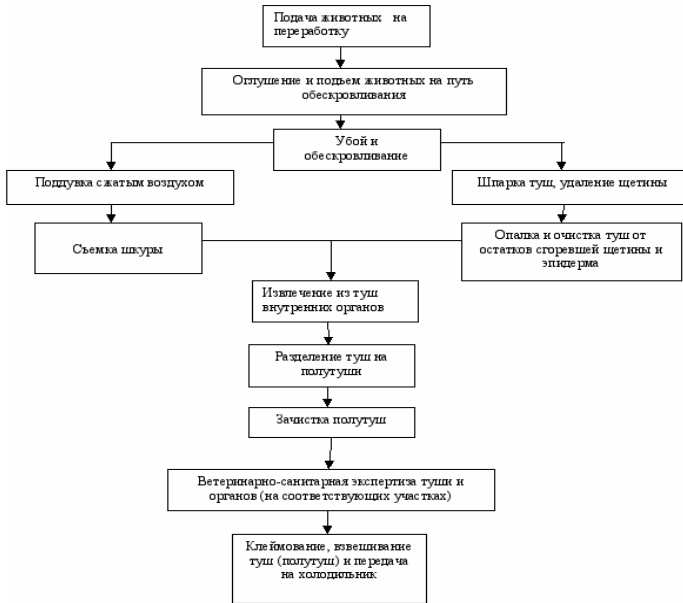 Подача животных на
переработку
Оглушение и подъем животных на путь
обескровливания
Убой и
обескровливание
Поддувка сжатым воздухом
Шпарка туш, удаление щетины
Съемка шкуры
Опалка и очистка туш от
остатков сгоревшей щетины и
эпидерма
Извлечение из туш
внутренних органов
Разделение туш на
полутуши
Зачистка полутуш
Ветеринарно-санитарная экспертиза туши и
органов (на соответствующих участках)
Клеймование, взвешивание
туш (полутуш) и передача
на холодильник